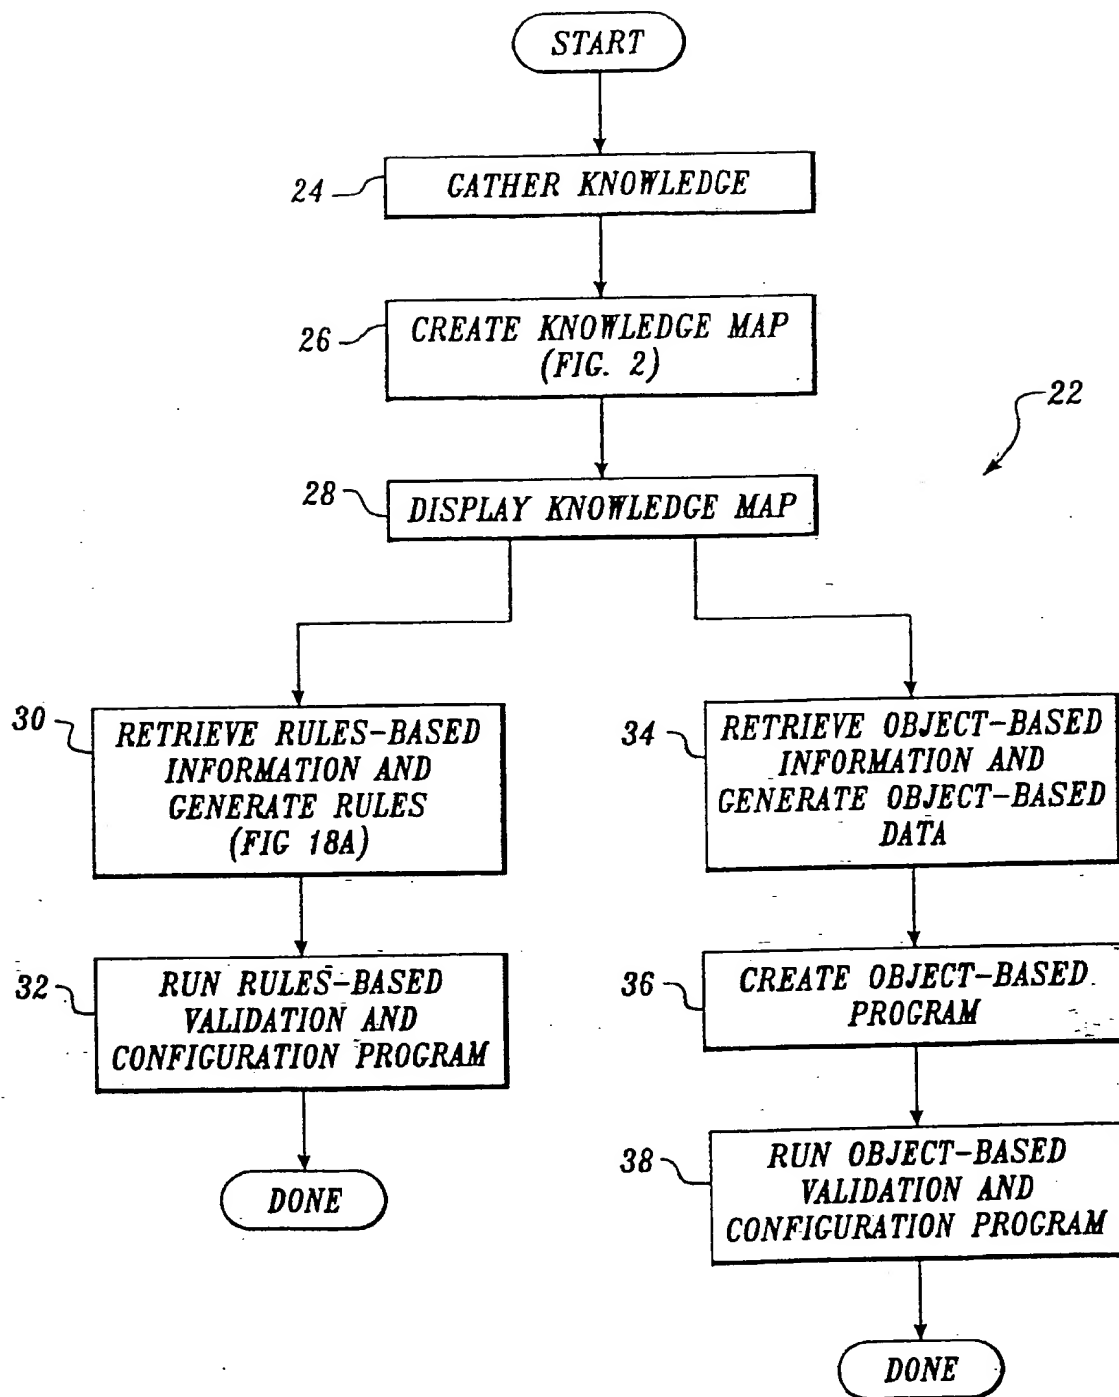 START
24
GATHER KNOWLEDGE
26
CREATE KNOWLEDGE MAP
(FIG. 2)
22
28
DISPLAY KNOWLEDGE MAP
30
RETRIEVE RULES-BASED
INFORMATION AND
GENERATE RULES
(FIG 18A)
34
RETRIEVE OBJECT-BASED
INFORMATION AND
GENERATE OBJECT-BASED
DATA
32
RUN RULES-BASED
VALIDATION AND
CONFIGURATION PROGRAM
36
CREATE OBJECT-BASED
PROGRAM
DONE
38
RUN OBJECT-BASED
VALIDATION AND
CONFIGURATION PROGRAM
DONE